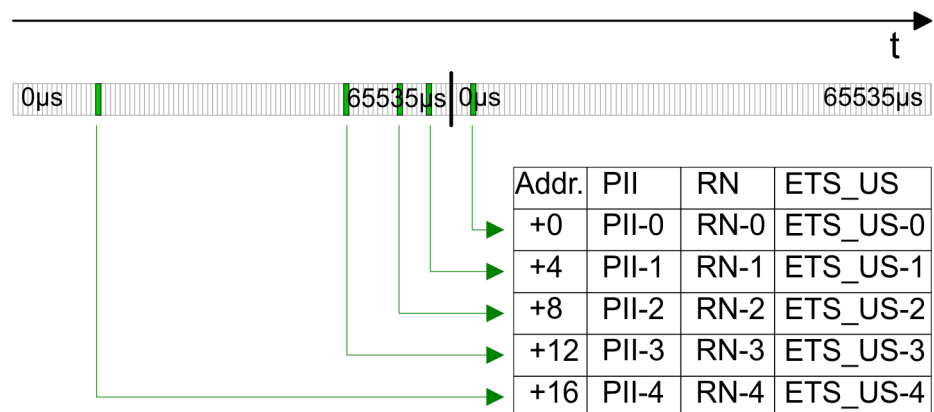 t
0µs 65535µs 0µs 65535µs
Addr. PII RN ETS_US
+0 PII-0 RN-0 ETS_US-0
+4 PII-1 RN-1 ETS_US-1
+8 PII-2 RN-2 ETS_US-2
+12 PII-3 RN-3 ETS_US-3
+16 PII-4 RN-4 ETS_US-4